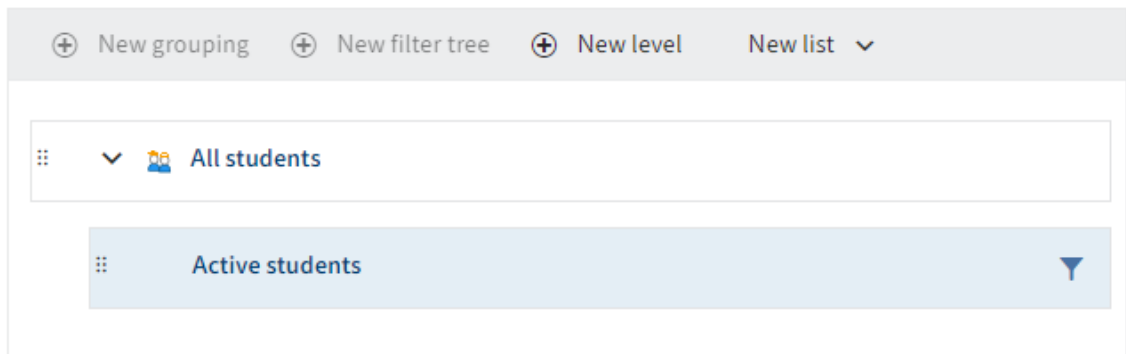 New grouping New filter tree New level New list
All students
Active students